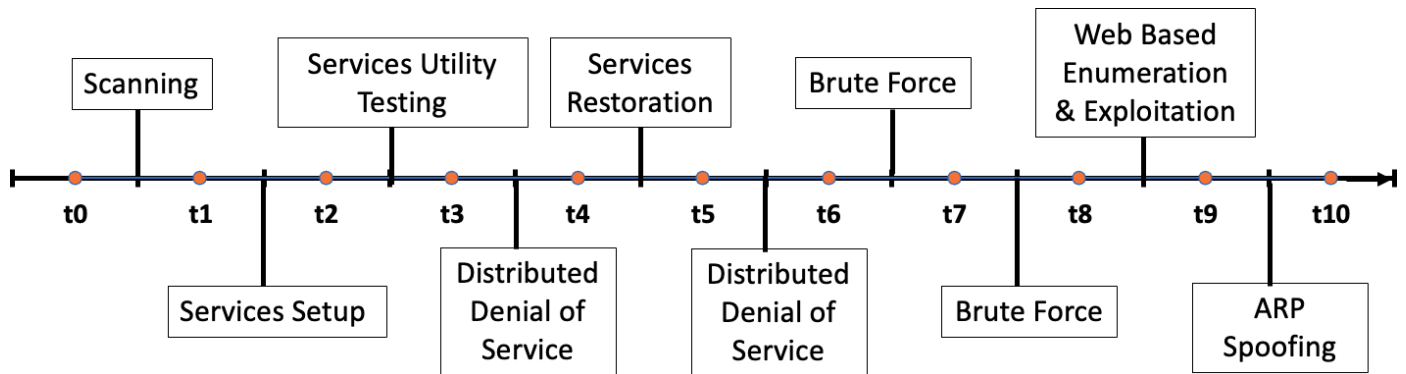 Scanning
Services Utility
Testing
Services
Restoration
Brute Force
Web Based
Enumeration
& Exploitation
t0
t1
t2
t3
t4
t5
t6
t7
t8
t9
t10
Services Setup
Distributed
Denial of
Service
Distributed
Denial of
Service
Brute Force
ARP
Spoofing